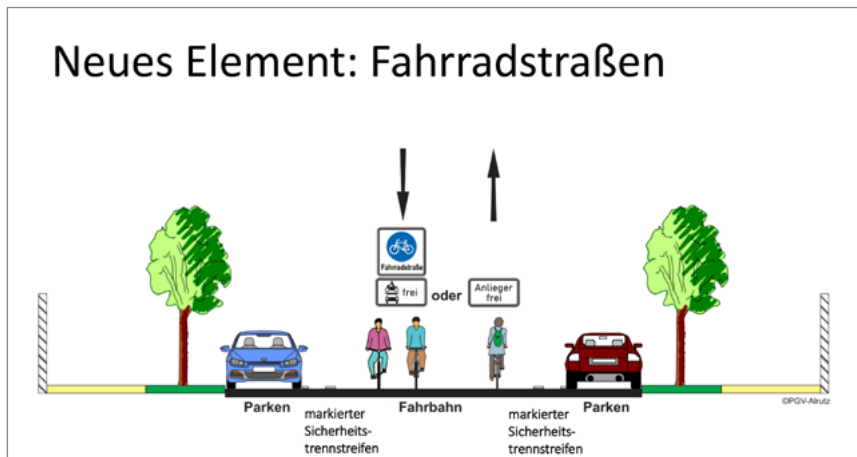 Neues Element: Fahrradstraßen
Fahrradstraße
frei oder Anlieger frei
Parken
markierter
Sicherheits-
trennstreifen
Fahrbahn
markierter
Sicherheits-
trennstreifen
Parken
©PGV-Alrutz